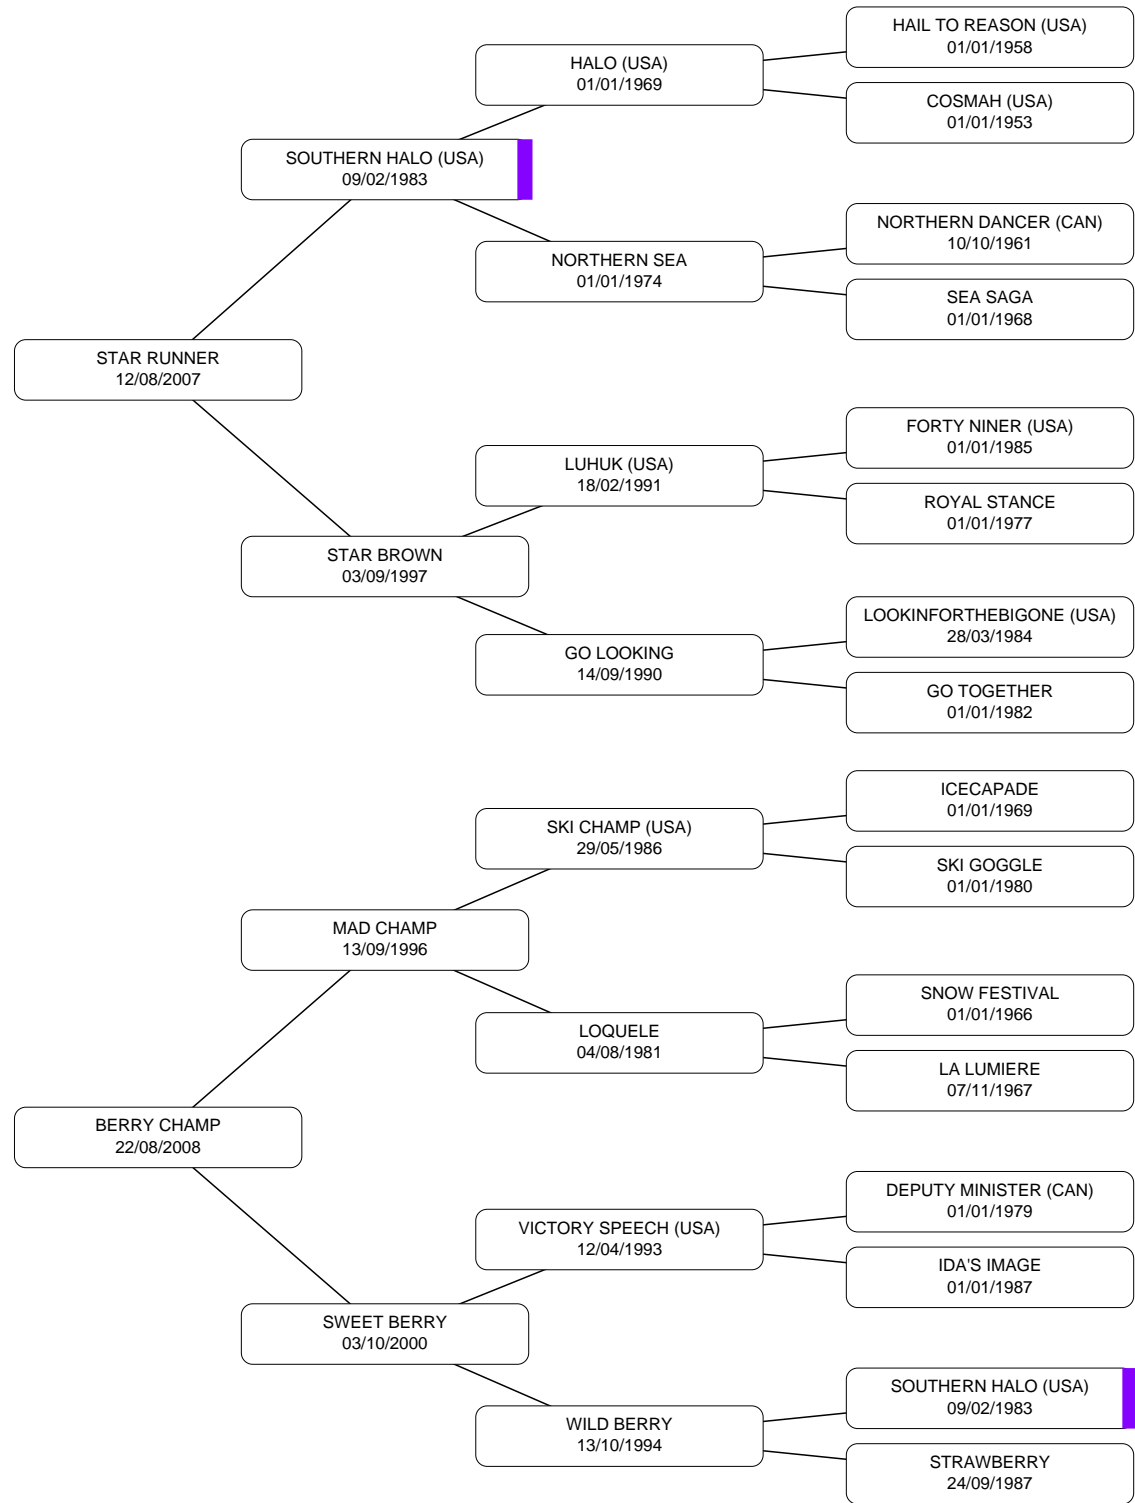 HAIL TO REASON (USA)
01/01/1958
HALO (USA)
01/01/1969
COSMAH (USA)
01/01/1953
SOUTHERN HALO (USA)
09/02/1983
NORTHERN DANCER (CAN)
10/10/1961
NORTHERN SEA
01/01/1974
SEA SAGA
01/01/1968
STAR RUNNER
12/08/2007
FORTY NINER (USA)
01/01/1985
LUHUK (USA)
18/02/1991
ROYAL STANCE
01/01/1977
STAR BROWN
03/09/1997
LOOKINFORTHEBIGONE (USA)
28/03/1984
GO LOOKING
14/09/1990
GO TOGETHER
01/01/1982
ICECAPADE
01/01/1969
SKI CHAMP (USA)
29/05/1986
SKI GOGGLE
01/01/1980
MAD CHAMP
13/09/1996
SNOW FESTIVAL
01/01/1966
LOQUELE
04/08/1981
LA LUMIERE
07/11/1967
BERRY CHAMP
22/08/2008
DEPUTY MINISTER (CAN)
01/01/1979
VICTORY SPEECH (USA)
12/04/1993
IDA'S IMAGE
01/01/1987
SWEET BERRY
03/10/2000
SOUTHERN HALO (USA)
09/02/1983
WILD BERRY
13/10/1994
STRAWBERRY
24/09/1987